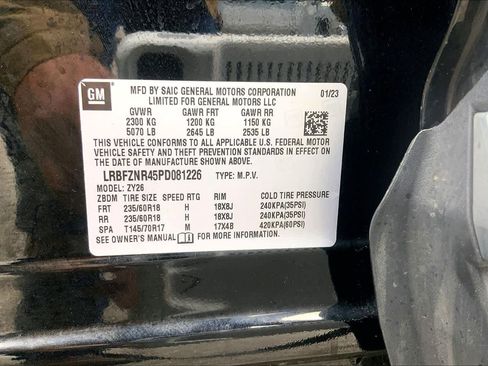 GM
MFD BY SAIC GENERAL MOTORS CORPORATION 01/23
LIMITED FOR GENERAL MOTORS LLC
GVWR GAWR FRT GAWR RR
2300 KG 1200 KG 1150 KG
5070 LB 2645 LB 2535 LB
THIS VEHICLE CONFORMS TO ALL APPLICABLE U.S. FEDERAL MOTOR
VEHICLE SAFETY AND THEFT PREVENTION STANDARDS IN EFFECT ON
THE DATE OF MANUFACTURE SHOWN ABOVE.
LRBFZNR45PD081226 TYPE: M.P.V.
MODEL: ZY26
ZBDM TIRE SIZE SPEED RTG RIM COLD TIRE PRESSURE
FRT 235/60R18 H 18X8J 240KPA(35PSI)
RR 235/60R18 H 18X8J 240KPA(35PSI)
SPA T145/70R17 M 17X4B 420KPA(60PSI)
SEE OWNER'S MANUAL FOR MORE INFORMATION.